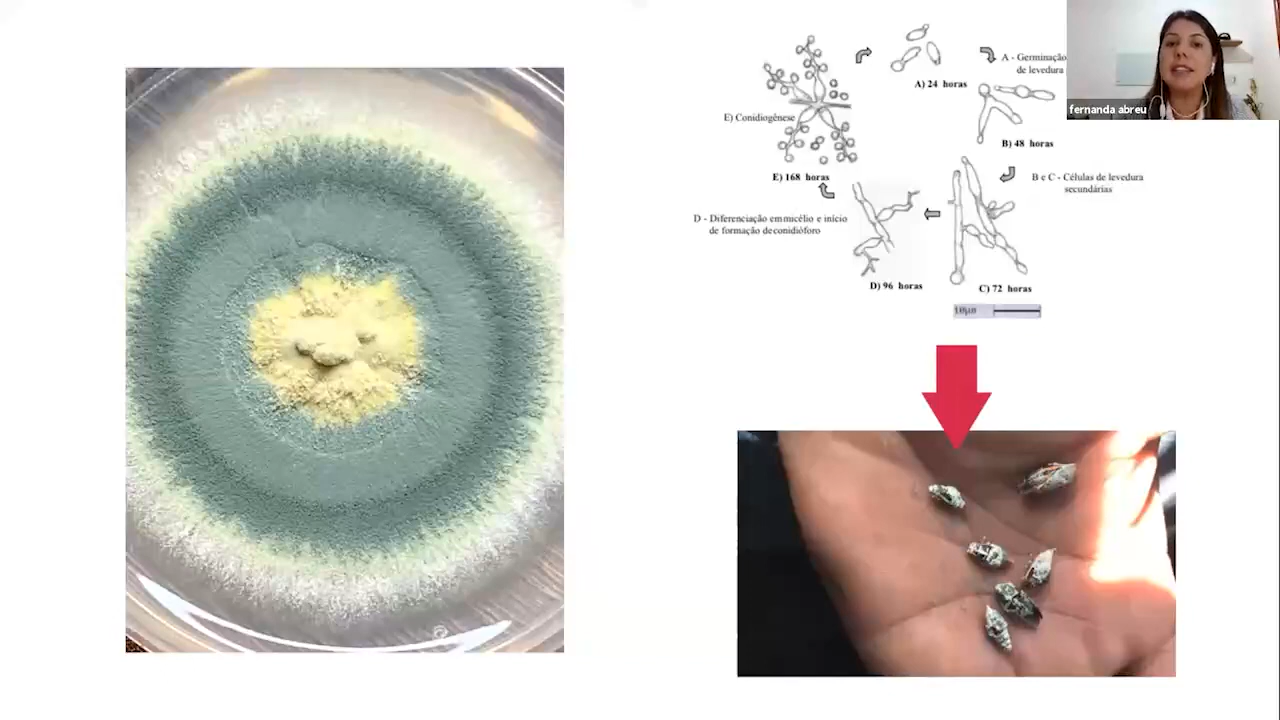 A) 24 horas
A - Germinação
de levedura
fernanda abreu
B) 48 horas
B e C - Células de levedura
secundárias
C) 72 horas
10µm
D - Diferenciação em micélio e início
de formação de conidióforo
D) 96 horas
E) Conidiogênese
E) 168 horas